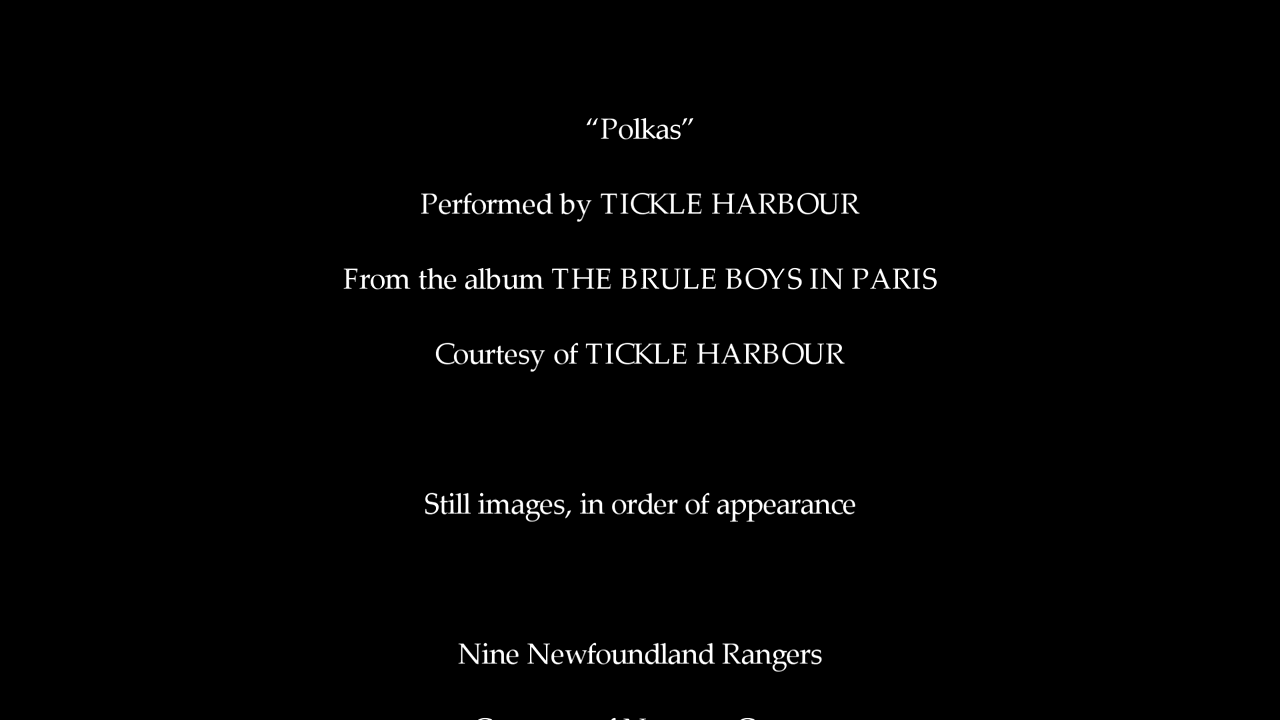 “Polkas”
Performed by TICKLE HARBOUR
From the album THE BRULE BOYS IN PARIS
Courtesy of TICKLE HARBOUR
Still images, in order of appearance
Nine Newfoundland Rangers